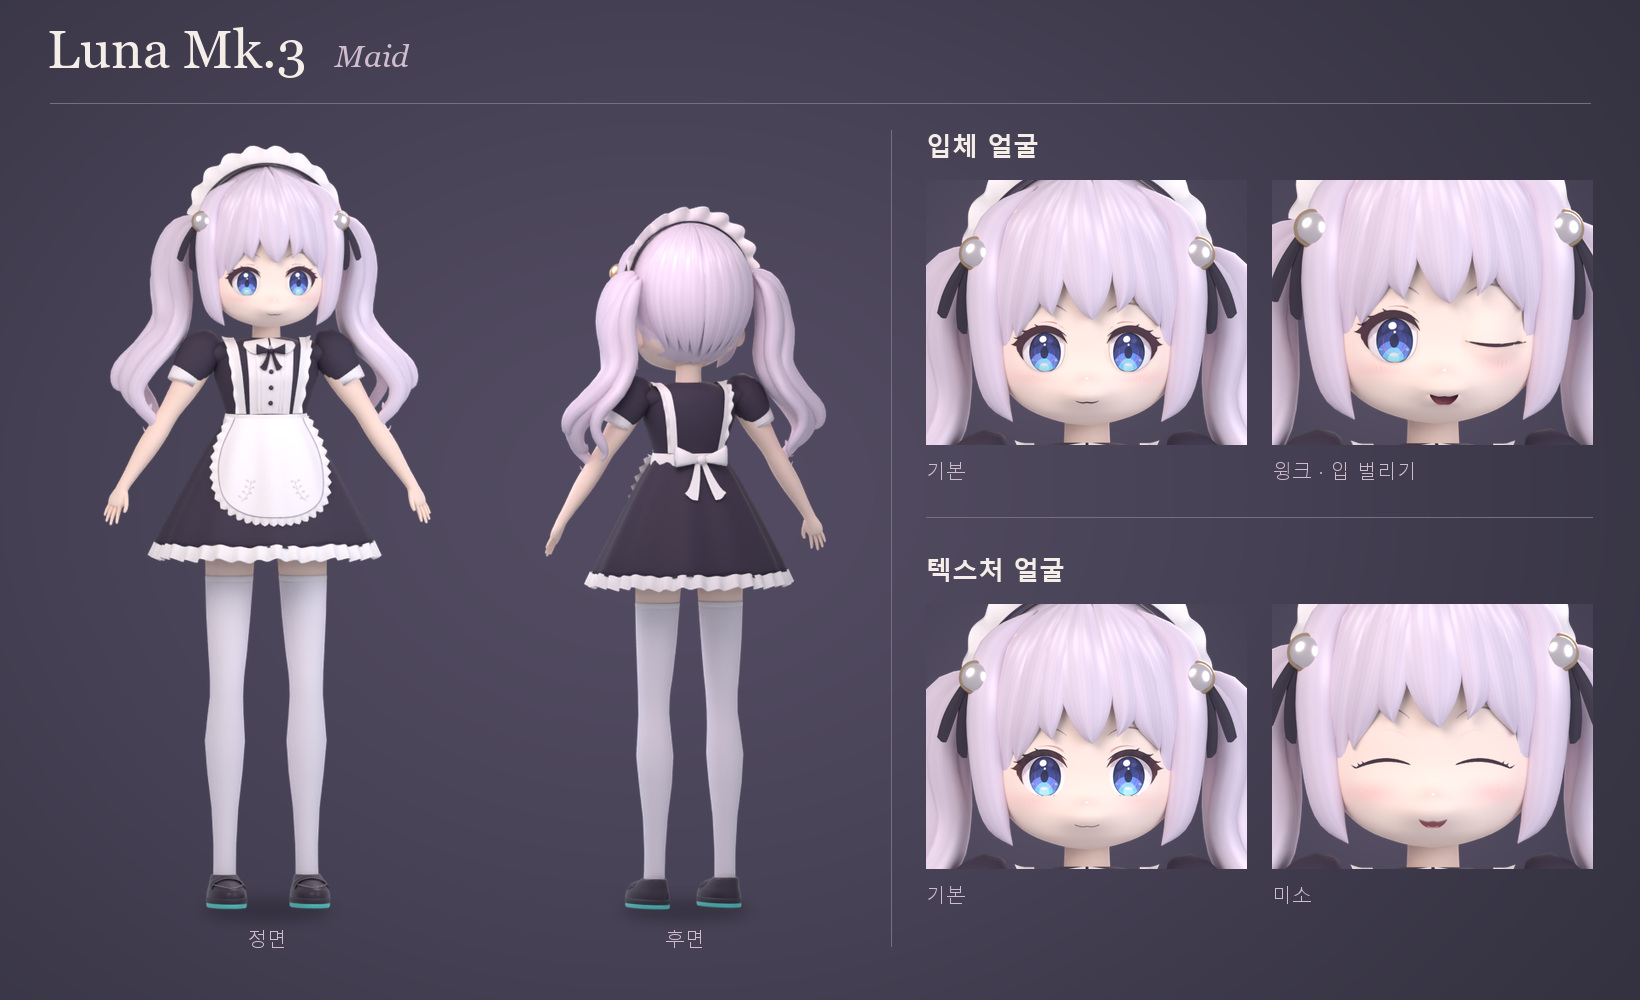 Luna Mk.3 Maid
입체 얼굴
기본
윙크 · 입 벌리기
텍스처 얼굴
기본
미소
정면
후면